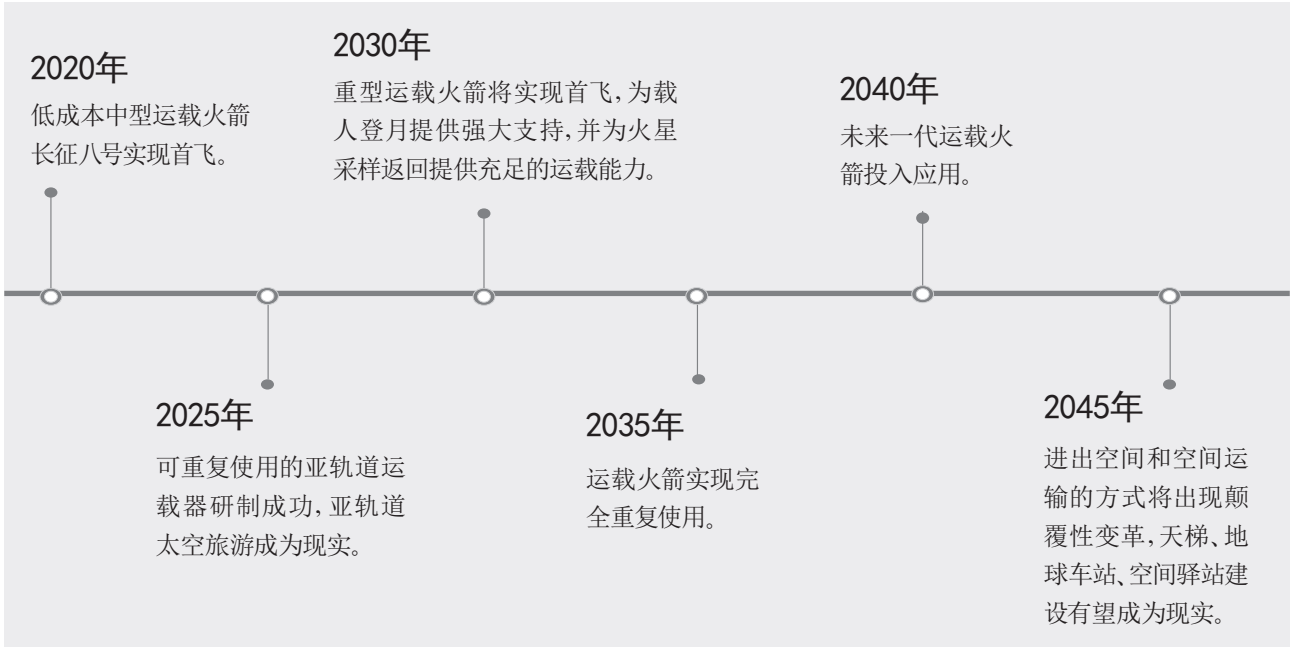 2020年
低成本中型运载火箭
长征八号实现首飞。
2025年
可重复使用的亚轨道运
载器研制成功，亚轨道
太空旅游成为现实。
2030年
重型运载火箭将实现首飞，为载
人登月提供强大支持，并为火星
采样返回提供充足的运载能力。
2035年
运载火箭实现完
全重复使用。
2040年
未来一代运载火
箭投入应用。
2045年
进出空间和空间运
输的方式将出现颠
覆性变革，天梯、地
球车站、空间驿站建
设有望成为现实。